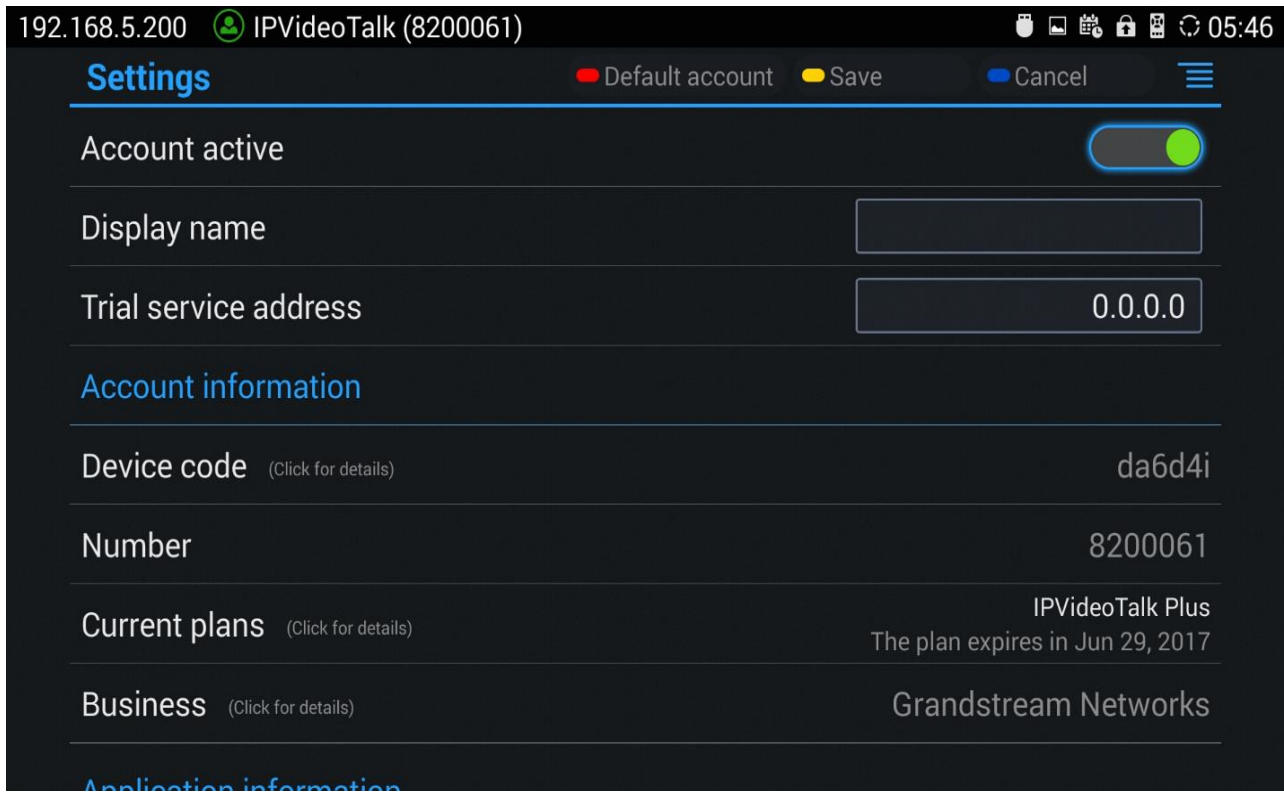 192.168.5.200 IPVideoTalk (8200061) 05:46
Settings Default account Save Cancel
Account active
Display name
Trial service address 0.0.0.0
Account information
Device code (Click for details) da6d4i
Number 8200061
Current plans (Click for details) IPVideoTalk Plus
The plan expires in Jun 29, 2017
Business (Click for details) Grandstream Networks
Application information